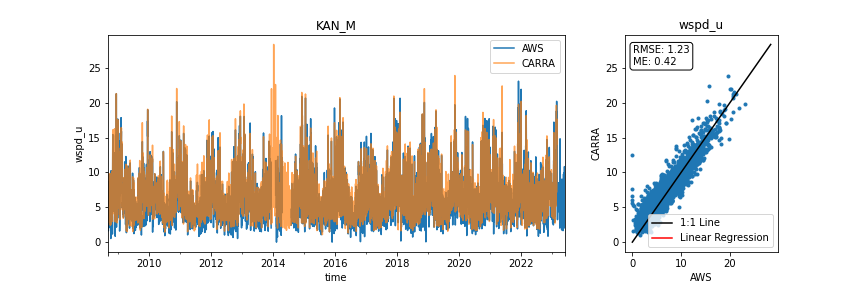 KAN_M
wspd_u
AWS
CARRA
wspd_u
0
5
10
15
20
25
2010
2012
2014
2016
2018
2020
2022
time
wspd_u
RMSE: 1.23
ME: 0.42
CARRA
0
5
10
15
20
25
1:1 Line
Linear Regression
0
10
20
AWS